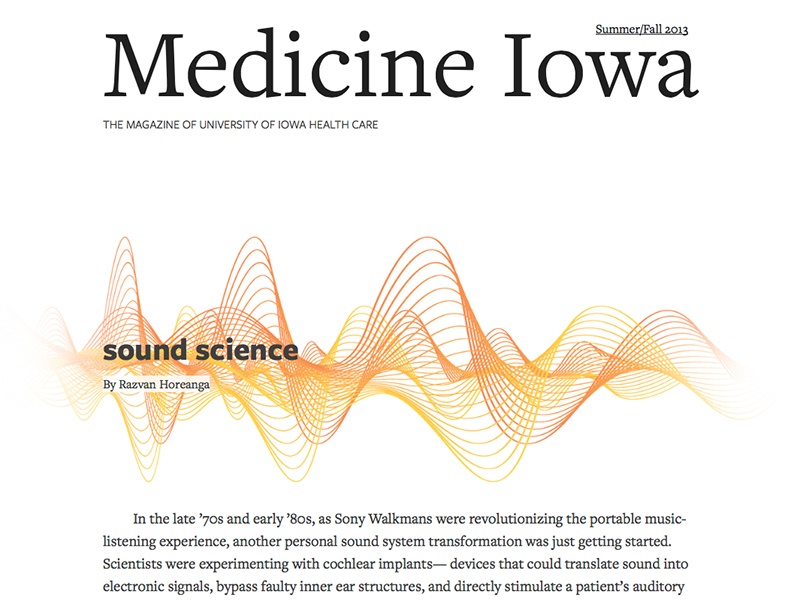 Summer/Fall 2013
Medicine Iowa
THE MAGAZINE OF UNIVERSITY OF IOWA HEALTH CARE
sound science
By Razvan Horeanga
In the late ’70s and early ’80s, as Sony Walkmans were revolutionizing the portable music-
listening experience, another personal sound system transformation was just getting started.
Scientists were experimenting with cochlear implants— devices that could translate sound into
electronic signals, bypass faulty inner ear structures, and directly stimulate a patient’s auditory